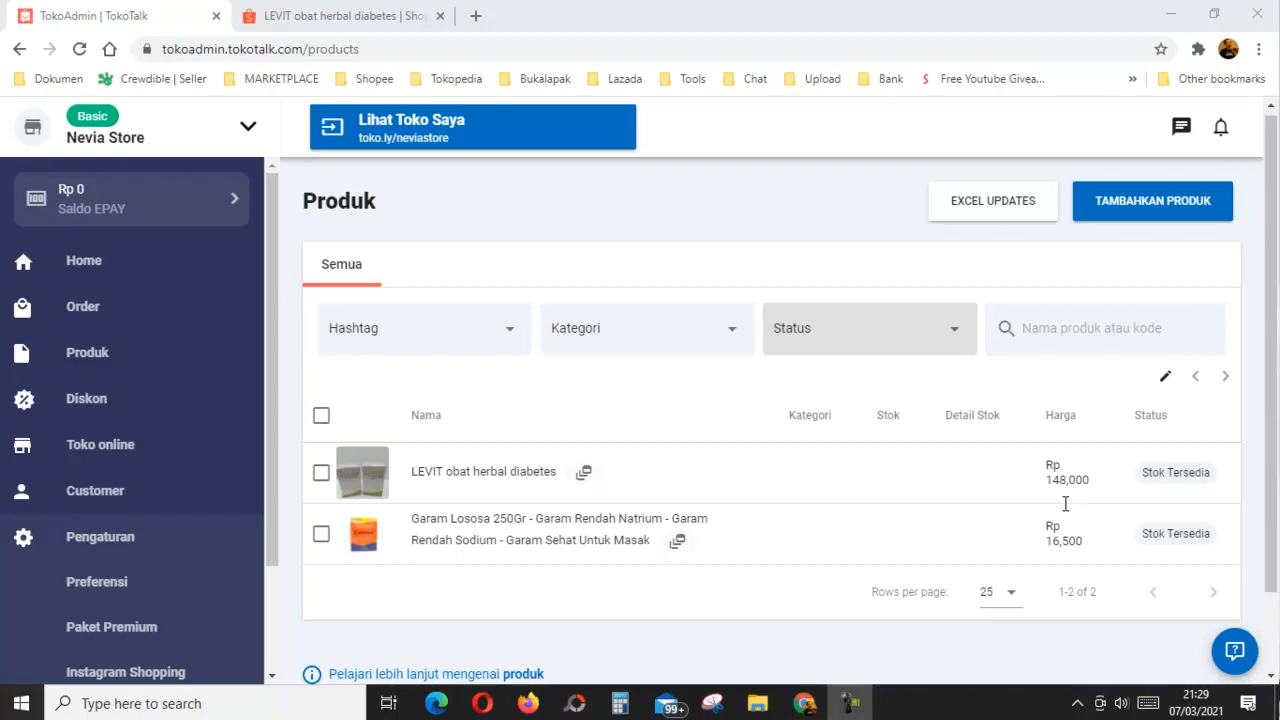 TokoAdmin | TokoTalk
LEVIT obat herbal diabetes | Shop
tokoadmin.tokotalk.com/products
Dokumen
Crewdible | Seller
MARKETPLACE
Shopee
Tokopedia
Bukalapak
Lazada
Tools
Chat
Upload
Bank
Free Youtube Givea...
»
Other bookmarks
Basic
Nevia Store
Lihat Toko Saya
toko.ly/neviastore
Rp 0
Saldo EPAY
Home
Order
Produk
Diskon
Toko online
Customer
Pengaturan
Preferensi
Paket Premium
Instagram Shopping
Produk
EXCEL UPDATES
TAMBAHKAN PRODUK
Semua
Hashtag
Kategori
Status
Nama produk atau kode
Nama
Kategori
Stok
Detail Stok
Harga
Status
LEVIT obat herbal diabetes
Rp
148,000
Stok Tersedia
Garam Lososa 250Gr - Garam Rendah Natrium - Garam
Rendah Sodium - Garam Sehat Untuk Masak
Rp
16,500
Stok Tersedia
Rows per page:
25
1-2 of 2
Pelajari lebih lanjut mengenai produk
Type here to search
99+
21:29
07/03/2021